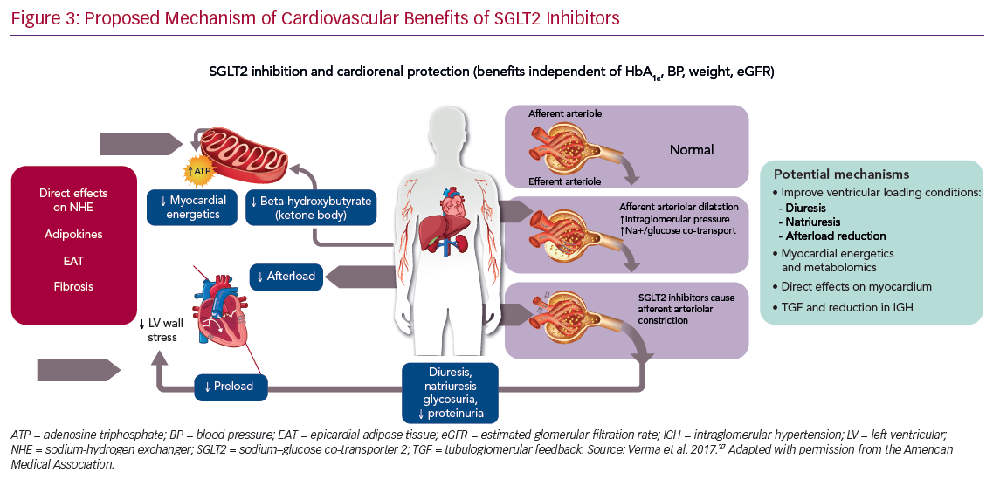 Figure 3: Proposed Mechanism of Cardiovascular Benefits of SGLT2 Inhibitors
SGLT2 inhibition and cardiorenal protection (benefits independent of HbA1c, BP, weight, eGFR)
Direct effects
on NHE
Adipokines
EAT
Fibrosis
↑ATP
↓ Myocardial
energetics
↓ Beta-hydroxybutyrate
(ketone body)
↓ Afterload
↓ LV wall
stress
↓ Preload
Diuresis,
natriuresis
glycosuria,
↓ proteinuria
Afferent arteriole
Normal
Efferent arteriole
Afferent arteriolar dilatation
↑Intraglomerular pressure
↑Na+/glucose co-transport
SGLT2 inhibitors cause
afferent arteriolar
constriction
Potential mechanisms
• Improve ventricular loading conditions:
- Diuresis
- Natriuresis
- Afterload reduction
• Myocardial energetics
and metabolomics
• Direct effects on myocardium
• TGF and reduction in IGH
ATP = adenosine triphosphate; BP = blood pressure; EAT = epicardial adipose tissue; eGFR = estimated glomerular filtration rate; IGH = intraglomerular hypertension; LV = left ventricular;
NHE = sodium-hydrogen exchanger; SGLT2 = sodium–glucose co-transporter 2; TGF = tubuloglomerular feedback. Source: Verma et al. 2017.37 Adapted with permission from the American
Medical Association.